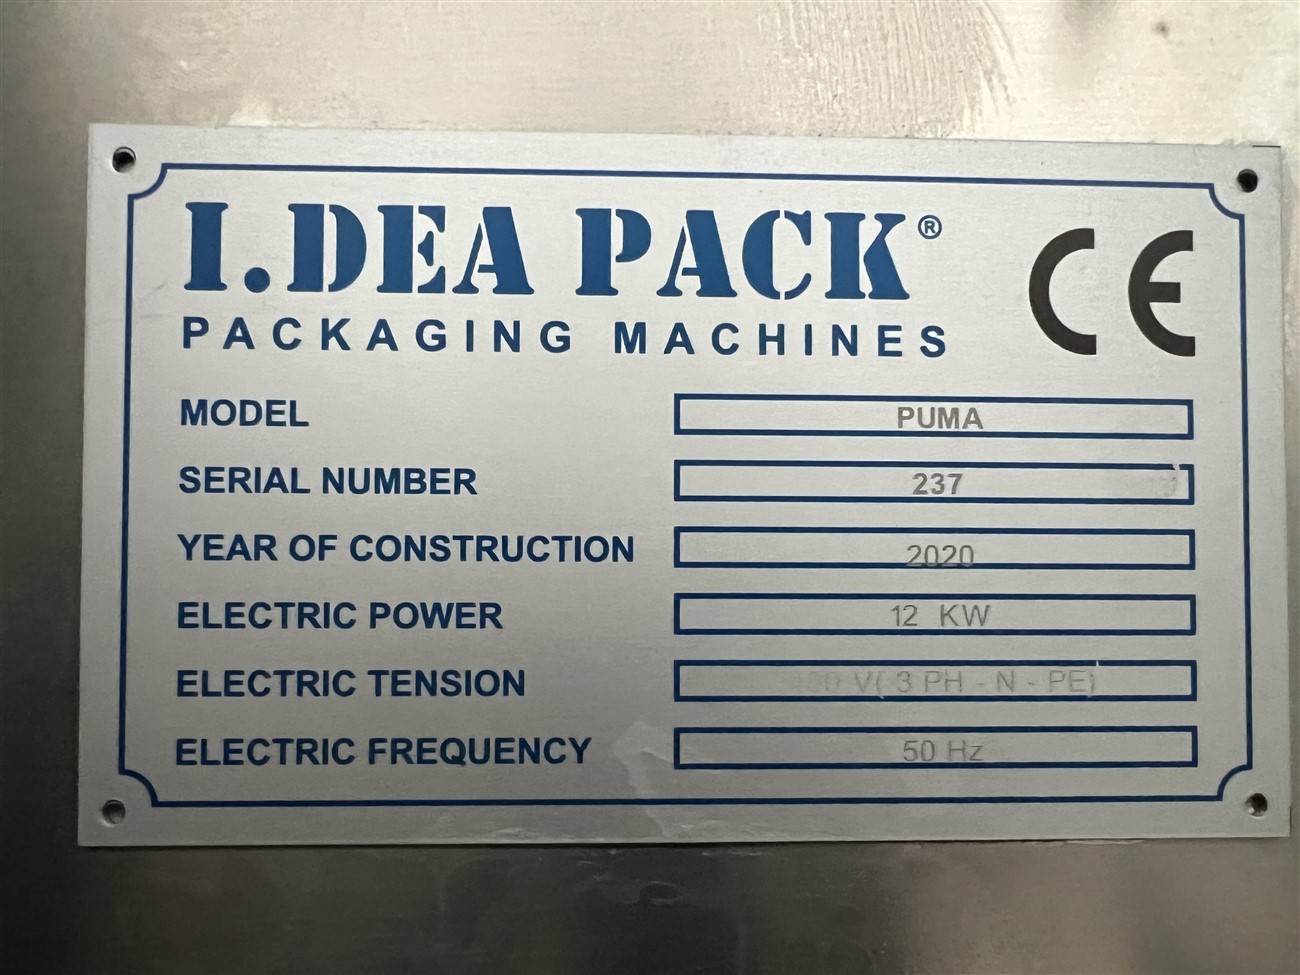 I.DEA PACK®
PACKAGING MACHINES
CE
MODEL PUMA
SERIAL NUMBER 237
YEAR OF CONSTRUCTION 2020
ELECTRIC POWER 12 KW
ELECTRIC TENSION V( 3 PH - N - PE)
ELECTRIC FREQUENCY 50 Hz